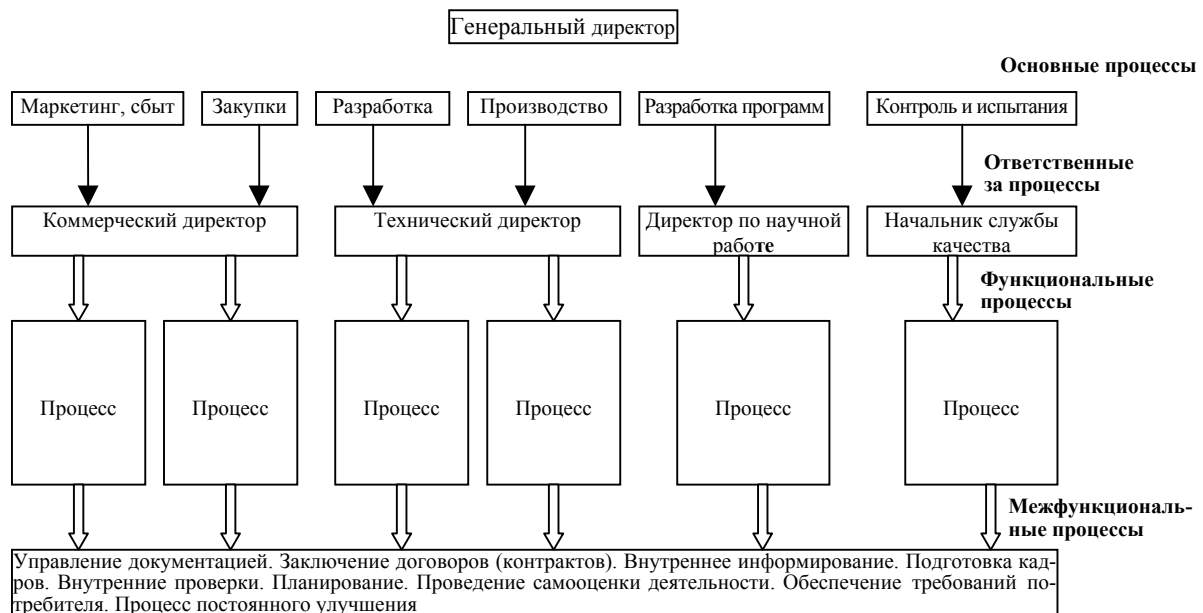 Генеральный директор
Основные процессы
Маркетинг, сбыт
Закупки
Разработка
Производство
Разработка программ
Контроль и испытания
Ответственные
за процессы
Коммерческий директор
Технический директор
Директор по научной
работе
Начальник службы
качества
Функциональные
процессы
Процесс
Процесс
Процесс
Процесс
Процесс
Процесс
Межфункциональ-
ные процессы
Управление документацией. Заключение договоров (контрактов). Внутреннее информирование. Подготовка кад-
ров. Внутренние проверки. Планирование. Проведение самооценки деятельности. Обеспечение требований по-
требителя. Процесс постоянного улучшения